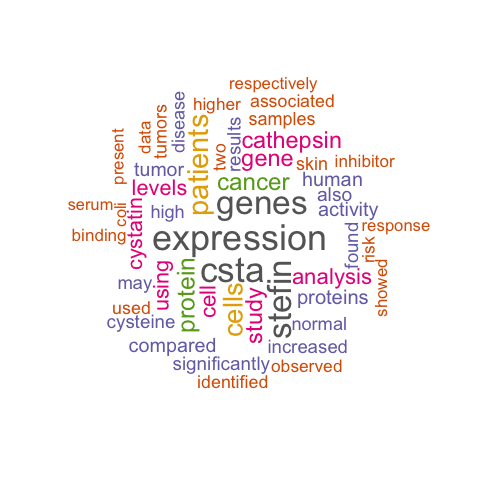 respectively
associated
higher
samples
disease
tumors
data
present
patients
two
results
cathepsin
gene
skin
inhibitor
tumor
cancer
human
levels
also
serum
coli
high
genes
activity
cystatin
binding
expression
found
response
risk
showed
csta
stefin
analysis
may
using
protein
cell
cells
study
proteins
used
cysteine
normal
compared
increased
significantly
observed
identified